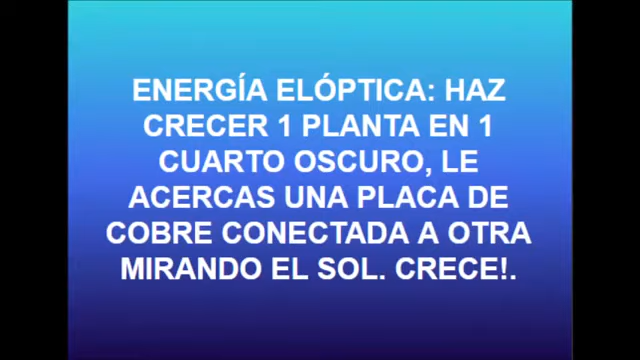 ENERGÍA ELÓPTICA: HAZ
CRECER 1 PLANTA EN 1
CUARTO OSCURO, LE
ACERCAS UNA PLACA DE
COBRE CONECTADA A OTRA
MIRANDO EL SOL. CRECE!.